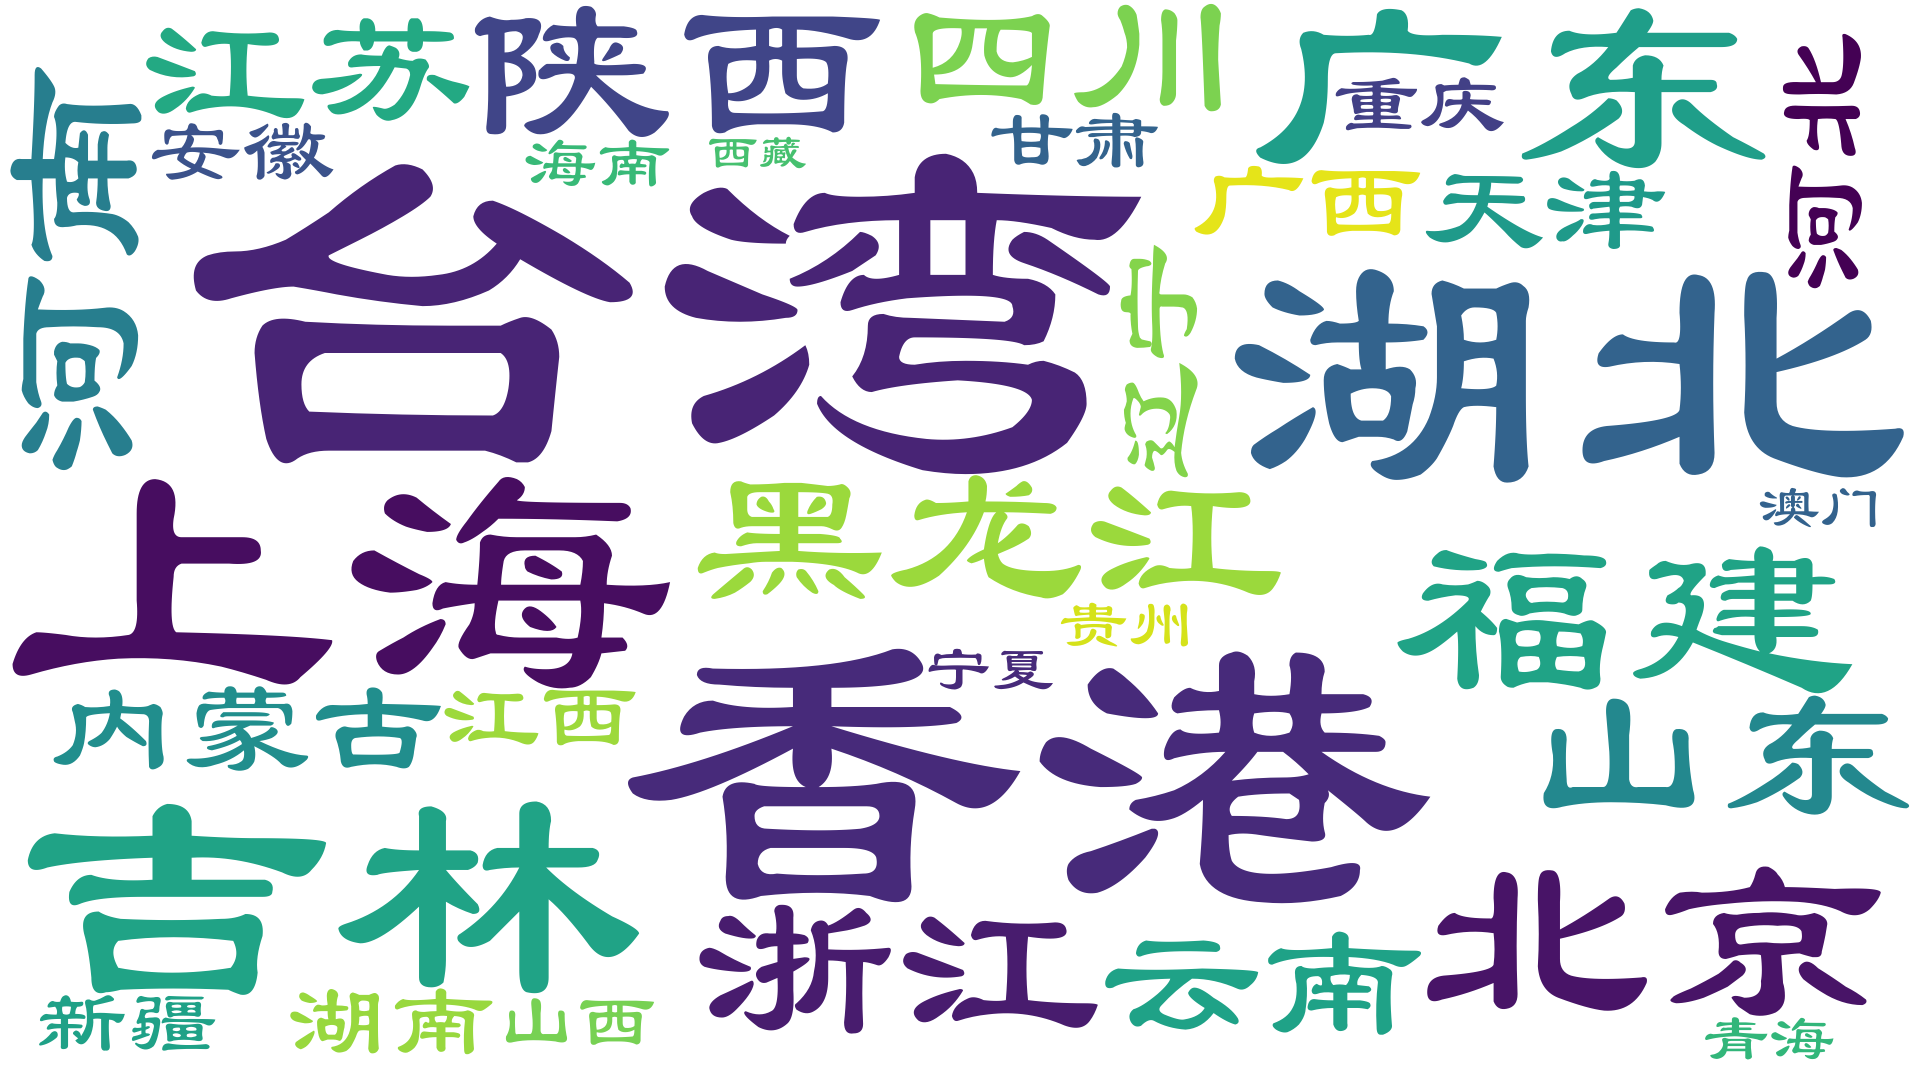 江苏
陕西
四川
广东
河北
重庆
河南
安徽
海南
西藏
甘肃
广西
天津
台湾
辽宁
湖北
上海
黑龙江
澳门
福建
贵州
香港
宁夏
内蒙古
江西
山东
吉林
浙江
云南
北京
新疆
湖南
山西
青海